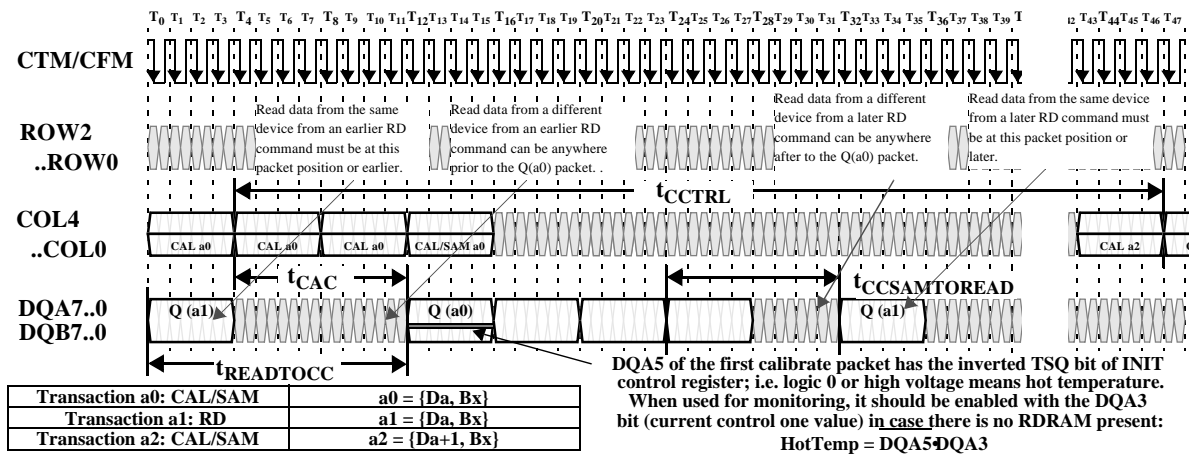 T0 T1 T2 T3 T4 T5 T6 T7 T8 T9 T10 T11 T12 T13 T14 T15 T16 T17 T18 T19 T20 T21 T22 T23 T24 T25 T26 T27 T28 T29 T30 T31 T32 T33 T34 T35 T36 T37 T38 T39 T 42 T43 T44 T45 T46 T47
CTM/CFM
Read data from the same
device from an earlier RD
command must be at this
packet position or earlier.
Read data from a different
device from an earlier RD
command can be anywhere
prior to the Q(a0) packet. .
Read data from a different
device from a later RD
command can be anywhere
after to the Q(a0) packet.
Read data from the same device
from a later RD command must
be at this packet position or
later.
ROW2
..ROW0
tCCTRL
COL4
..COL0
CAL a0 CAL a0 CAL a0 CAL/SAM a0 CAL a2
tCAC
tCCSAMTOREAD
DQA7..0
DQB7..0
Q (a1) Q (a0) Q (a1)
tREADTOCC
DQA5 of the first calibrate packet has the inverted TSQ bit of INIT
control register; i.e. logic 0 or high voltage means hot temperature.
When used for monitoring, it should be enabled with the DQA3
bit (current control one value) in case there is no RDRAM present:
HotTemp = DQA5•DQA3
Transaction a0: CAL/SAM a0 = {Da, Bx}
Transaction a1: RD a1 = {Da, Bx}
Transaction a2: CAL/SAM a2 = {Da+1, Bx}